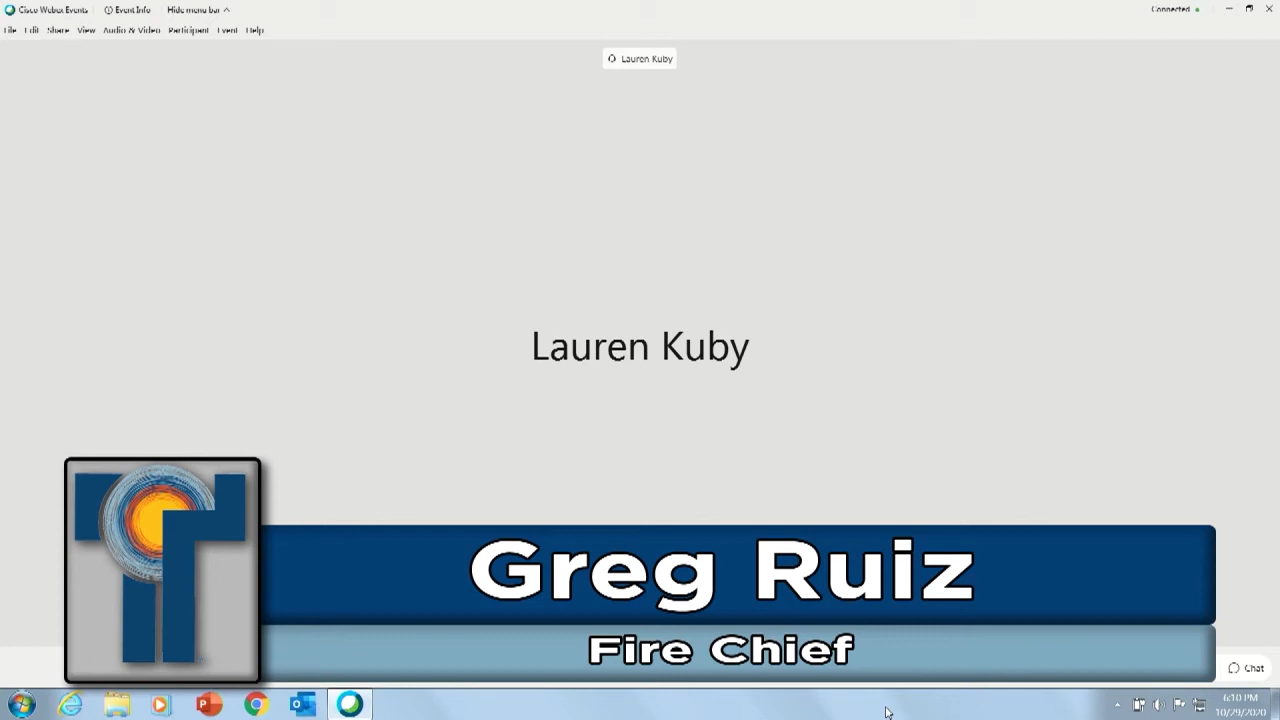 Cisco Webex Events Event Info Hide menu bar Connected
File Edit Share View Audio & Video Participant Event Help
Lauren Kuby
Lauren Kuby
Greg Ruiz
Fire Chief
Chat
6:10 PM
10/29/2020